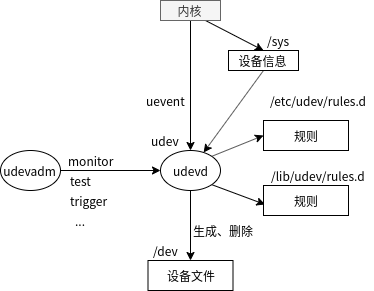 内核
/sys
设备信息
uevent
/etc/udev/rules.d
udev
规则
udevadm
monitor
test
trigger
...
udevd
/lib/udev/rules.d
规则
生成、删除
/dev
设备文件